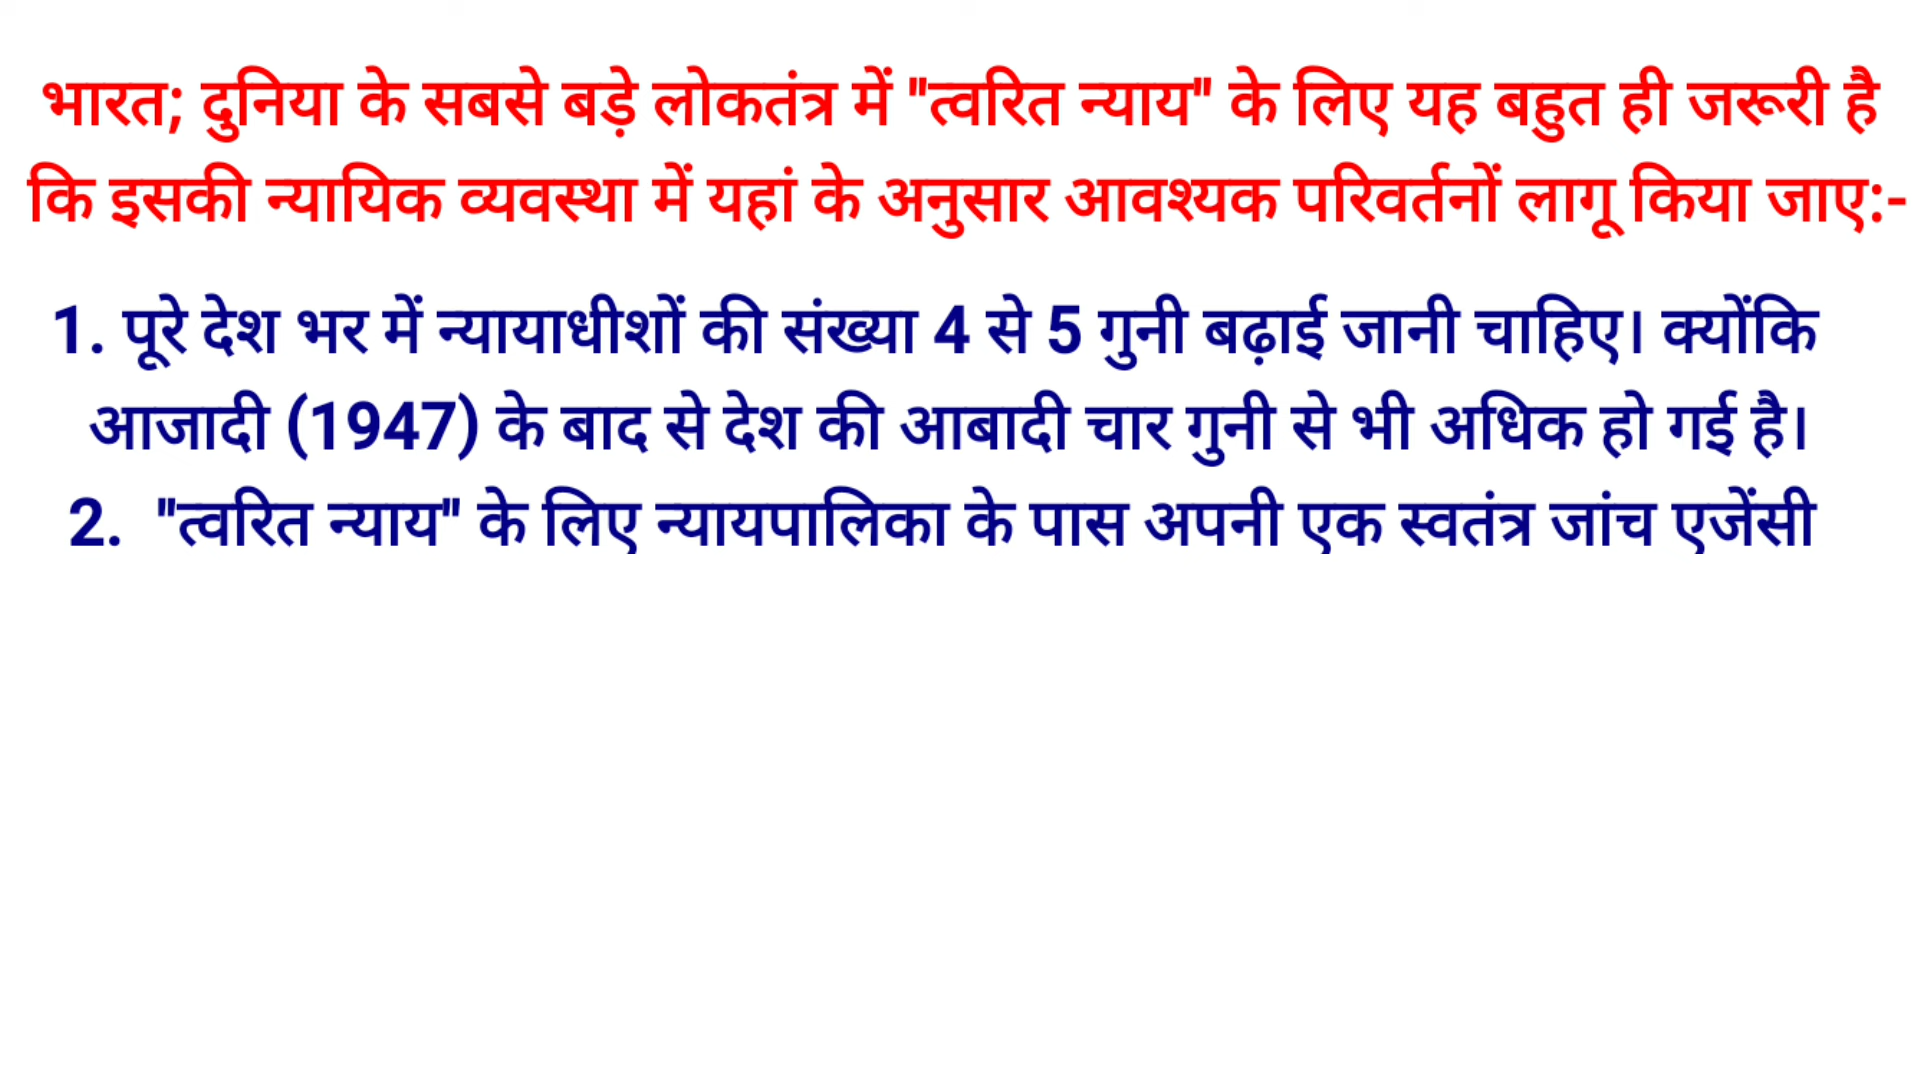 भारत; दुनिया के सबसे बड़े लोकतंत्र में "त्वरित न्याय" के लिए यह बहुत ही जरूरी है
कि इसकी न्यायिक व्यवस्था में यहां के अनुसार आवश्यक परिवर्तनों लागू किया जाए:-
1. पूरे देश भर में न्यायाधीशों की संख्या 4 से 5 गुनी बढ़ाई जानी चाहिए। क्योंकि
आजादी (1947) के बाद से देश की आबादी चार गुनी से भी अधिक हो गई है।
2. "त्वरित न्याय" के लिए न्यायपालिका के पास अपनी एक स्वतंत्र जांच एजेंसी